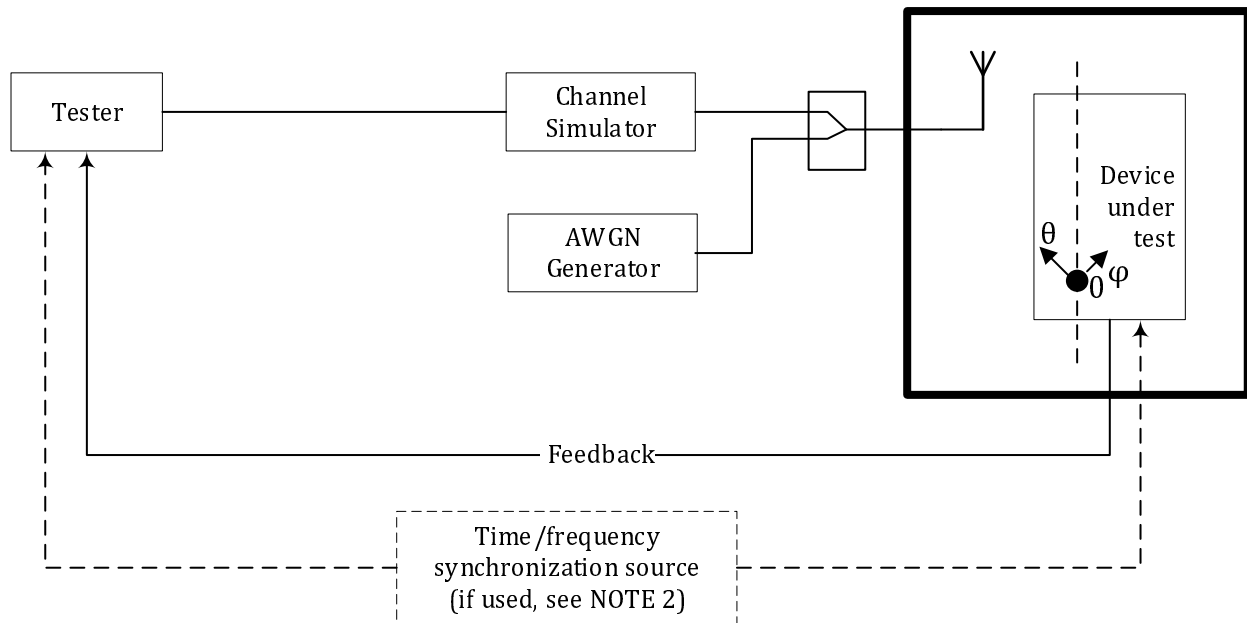 Tester
Channel
Simulator
AWGN
Generator
Device
under
test
θ
0
φ
Feedback
Time/frequency
synchronization source
(if used, see NOTE 2)